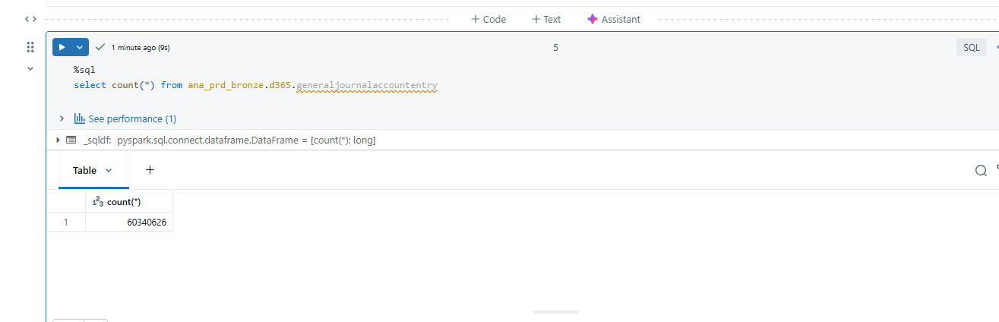 + Code + Text Assistant
1 minute ago (9s) 5 SQL
%sql
select count(*) from ana_prd_bronze.d365.generaljournalaccountentry
See performance (1)
_sqldf: pyspark.sql.connect.dataframe.DataFrame = [count(*): long]
Table +
123 count(*)
1 60340626